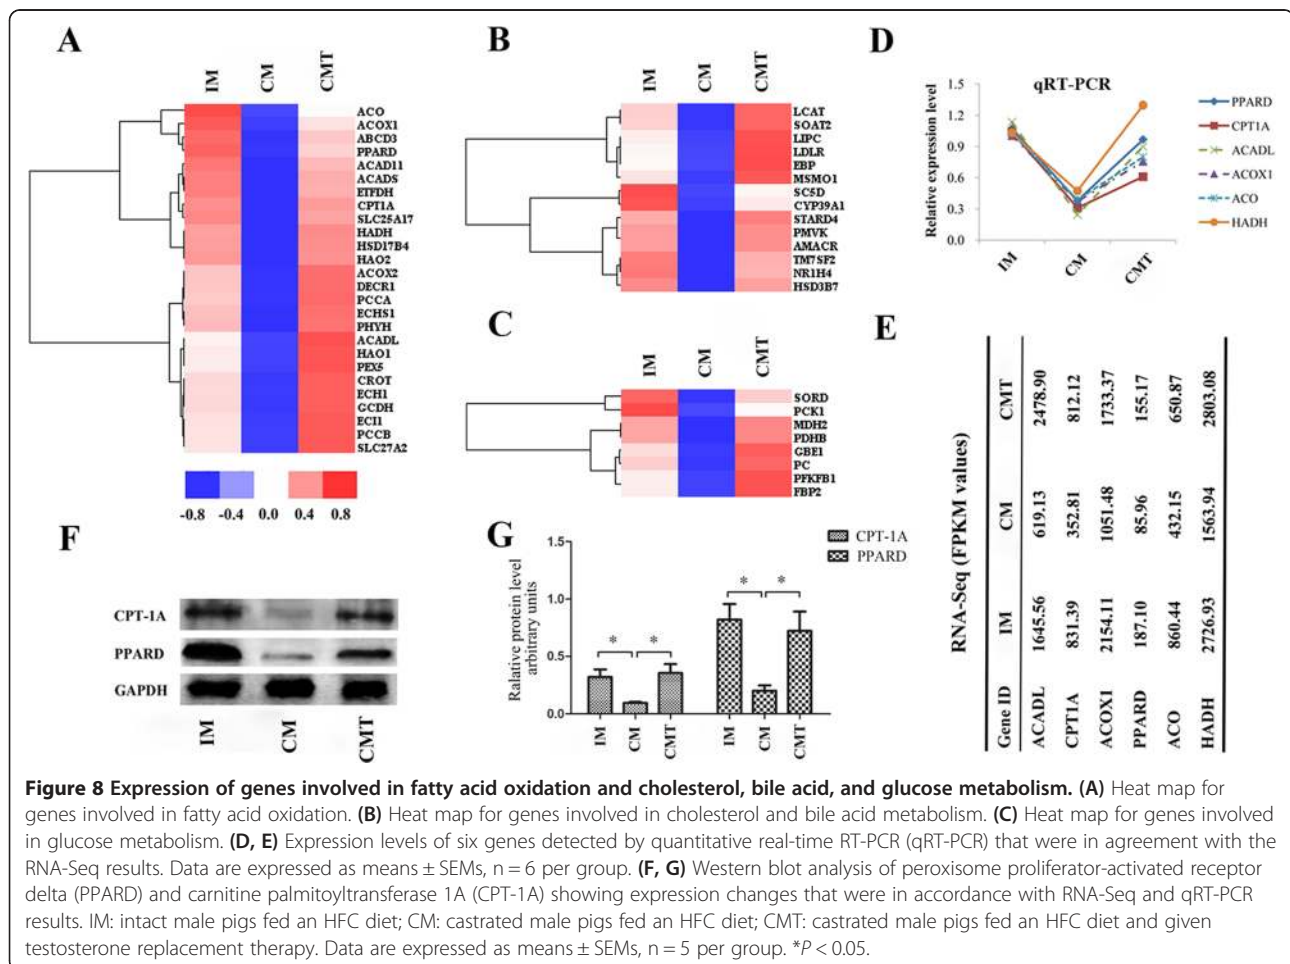 A
IM
CM
CMT
ACO
ACOX1
ABCD3
PPARD
ACAD11
ACADS
ETFDH
CPT1A
SLC25A17
HADH
HSD17B4
HAO2
ACOX2
DECR1
PCCA
ECHS1
PHYH
ACADL
HAO1
PEX5
CROT
ECH1
GCDH
ECI1
PCCB
SLC27A2
-0.8 -0.4 0.0 0.4 0.8
B
IM
CM
CMT
LCAT
SOAT2
LIPC
LDLR
EBP
MSMO1
SC5D
CYP39A1
STARD4
PMVK
AMACR
TM7SF2
NR1H4
HSD3B7
C
IM
CM
CMT
SORD
PCK1
MDH2
PDHB
GBE1
PC
PFKFB1
FBP2
D
qRT-PCR
Relative expression level
1.5
1.2
0.9
0.6
0.3
0.0
IM
CM
CMT
PPARD
CPT1A
ACADL
ACOX1
ACO
HADH
E
RNA-Seq (FPKM values)
Gene ID IM CM CMT
ACADL 1645.56 619.13 2478.90
CPT1A 831.39 352.81 812.12
ACOX1 2154.11 1051.48 1733.37
PPARD 187.10 85.96 155.17
ACO 860.44 432.15 650.87
HADH 2726.93 1563.94 2803.08
F
CPT-1A
PPARD
GAPDH
IM
CM
CMT
G
Ralative protein level
arbitrary units
1.5
1.0
0.5
0.0
CPT-1A
PPARD
* * * *
IM
CM
CMT
IM
CM
CMT
Figure 8 Expression of genes involved in fatty acid oxidation and cholesterol, bile acid, and glucose metabolism. (A) Heat map for
genes involved in fatty acid oxidation. (B) Heat map for genes involved in cholesterol and bile acid metabolism. (C) Heat map for genes involved
in glucose metabolism. (D, E) Expression levels of six genes detected by quantitative real-time RT-PCR (qRT-PCR) that were in agreement with the
RNA-Seq results. Data are expressed as means ± SEMs, n = 6 per group. (F, G) Western blot analysis of peroxisome proliferator-activated receptor
delta (PPARD) and carnitine palmitoyltransferase 1A (CPT-1A) showing expression changes that were in accordance with RNA-Seq and qRT-PCR
results. IM: intact male pigs fed an HFC diet; CM: castrated male pigs fed an HFC diet; CMT: castrated male pigs fed an HFC diet and given
testosterone replacement therapy. Data are expressed as means ± SEMs, n = 5 per group. *P < 0.05.